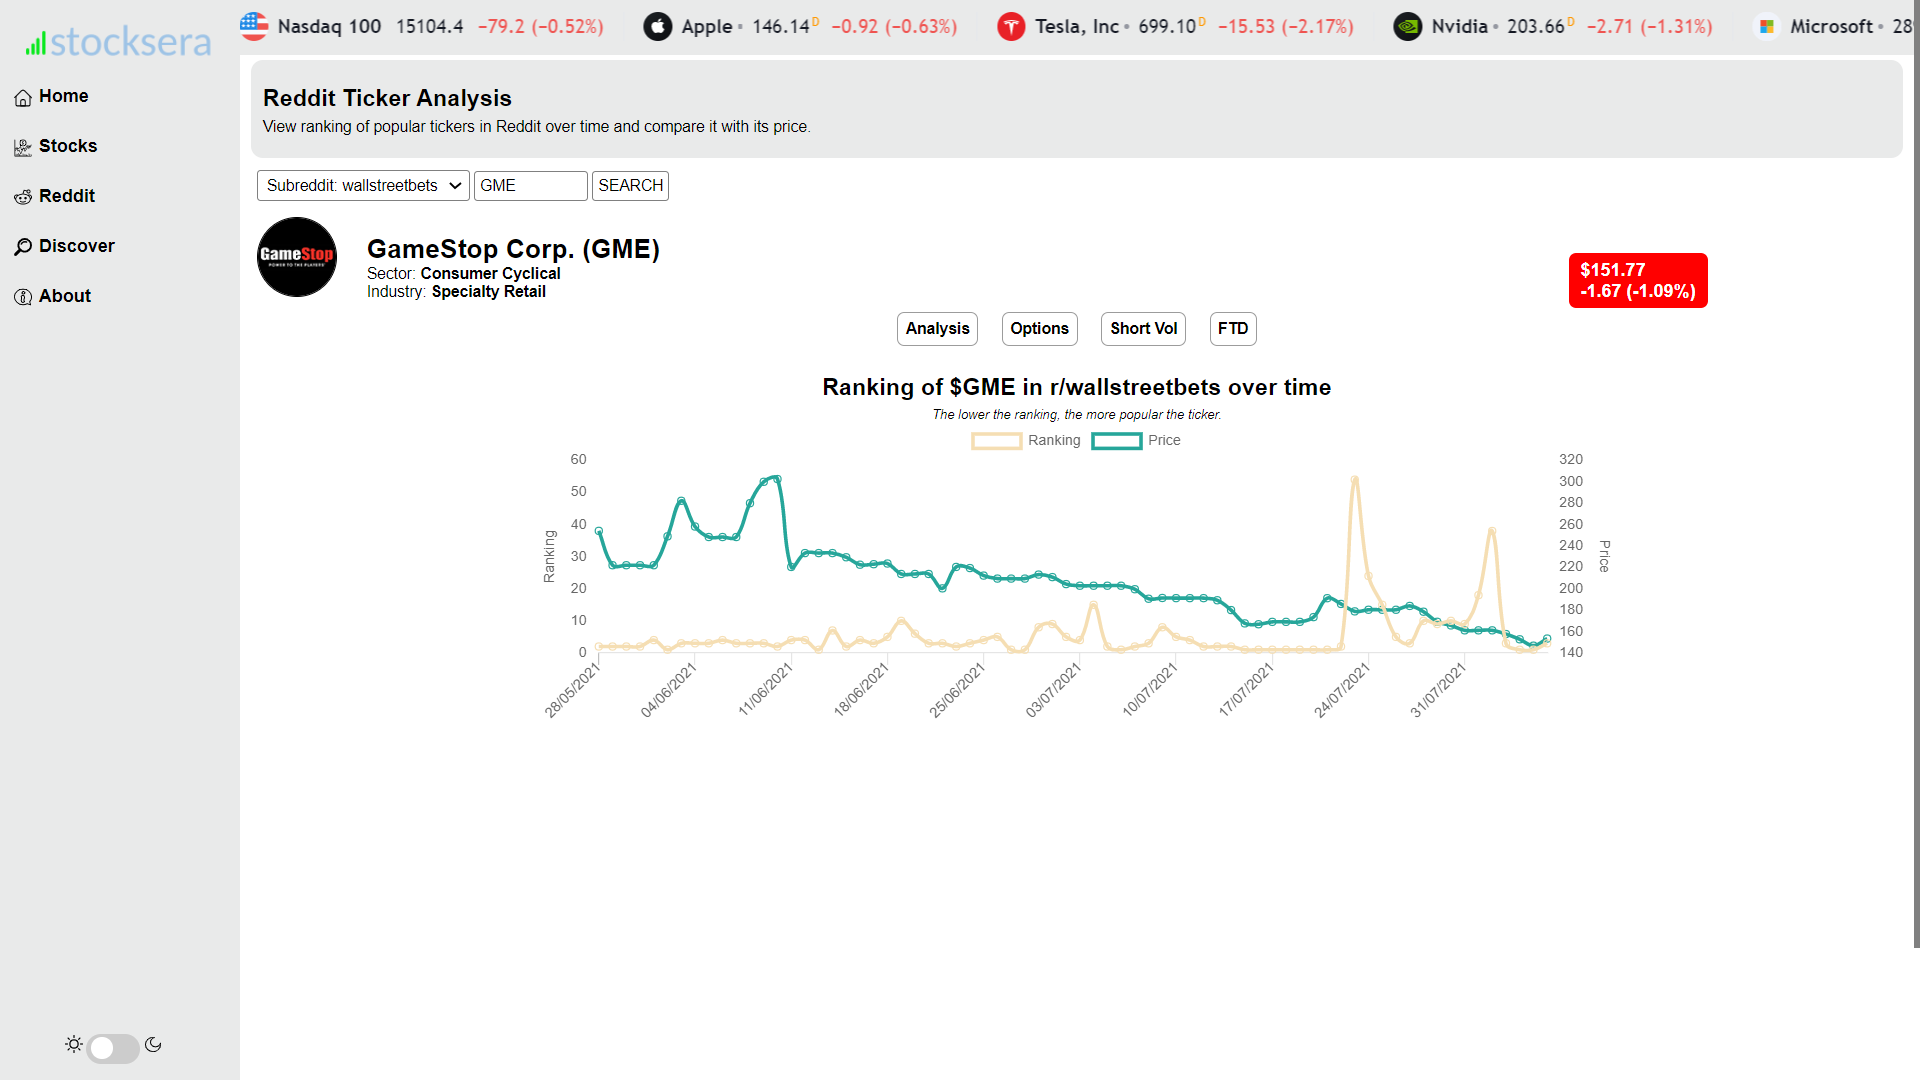 stocksera
Home
Stocks
Reddit
Discover
About
Nasdaq 100 15104.4 −79.2 (−0.52%) Apple • 146.14 D −0.92 (−0.63%) Tesla, Inc • 699.10 D −15.53 (−2.17%) Nvidia • 203.66 D −2.71 (−1.31%) Microsoft • 28
Reddit Ticker Analysis
View ranking of popular tickers in Reddit over time and compare it with its price.
Subreddit: wallstreetbets GME SEARCH
GameStop
POWER TO THE PLAYERS
GameStop Corp. (GME)
Sector: Consumer Cyclical
Industry: Specialty Retail
$151.77
-1.67 (-1.09%)
Analysis Options Short Vol FTD
Ranking of $GME in r/wallstreetbets over time
The lower the ranking, the more popular the ticker.
Ranking Price
Ranking
60
50
40
30
20
10
0
320
300
280
260
240
220
200
180
160
140
Price
28/05/2021 04/06/2021 11/06/2021 18/06/2021 25/06/2021 03/07/2021 10/07/2021 17/07/2021 24/07/2021 31/07/2021